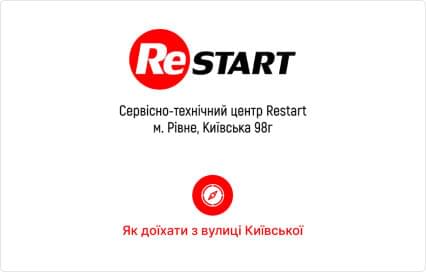 ReSTART
Сервісно-технічний центр Restart
м. Рівне, Київська 98г
Як доїхати з вулиці Київської